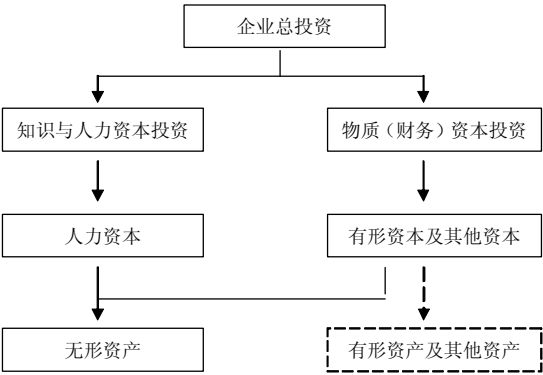 企业总投资
知识与人力资本投资
物质（财务）资本投资
人力资本
有形资本及其他资本
无形资产
有形资产及其他资产